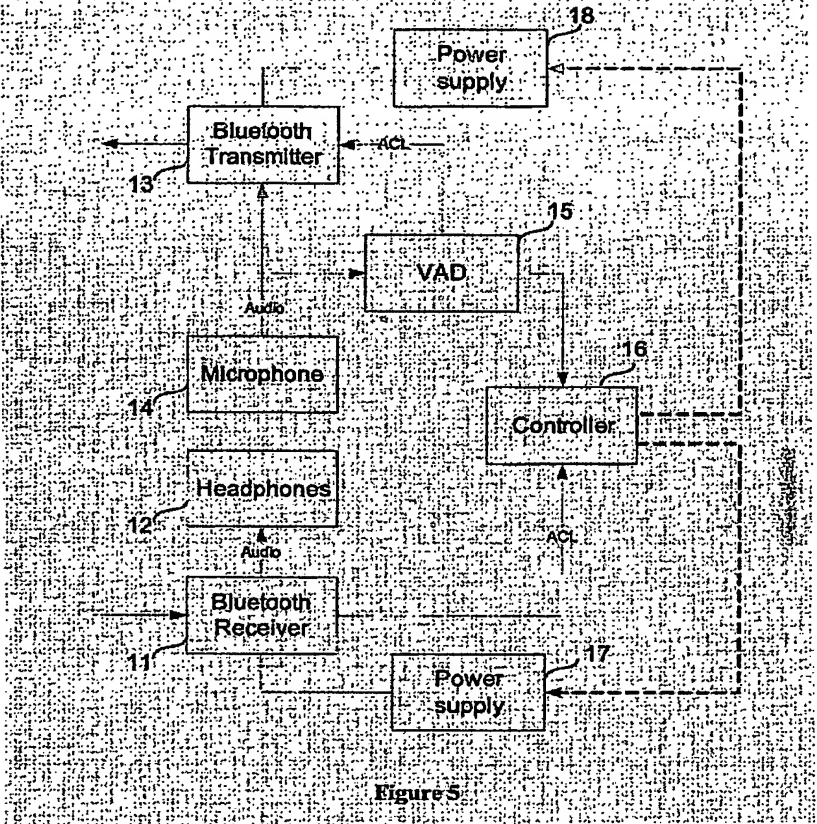 18
Power
supply
Bluetooth
Transmitter
ACL
13
15
VAD
Audio
16
Microphone
14
Controller
Headphones
12
Audio
ACL
Bluetooth
Receiver
11
17
Power
supply
Figure 5